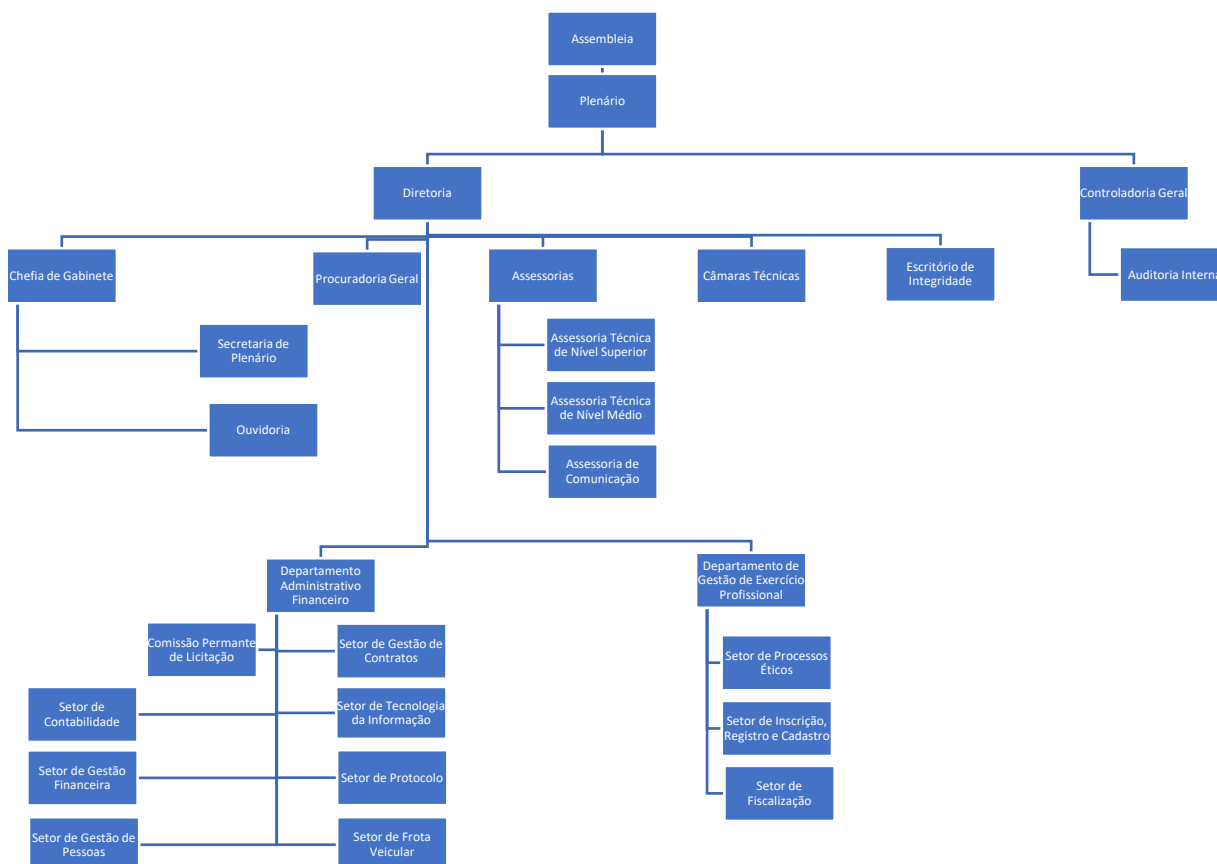 Assembleia
Plenário
Diretoria
Controladoria Geral
Chefia de Gabinete
Procuradoria Geral
Assessorias
Câmaras Técnicas
Escritório de
Integridade
Auditoria Interna
Secretaria de
Plenário
Ouvidoria
Assessoria Técnica
de Nível Superior
Assessoria Técnica
de Nível Médio
Assessoria de
Comunicação
Departamento
Administrativo
Financeiro
Departamento de
Gestão de Exercício
Profissional
Comissão Permante
de Licitação
Setor de Gestão de
Contratos
Setor de
Contabilidade
Setor de Tecnologia
da Informação
Setor de Gestão
Financeira
Setor de Protocolo
Setor de Gestão de
Pessoas
Setor de Frota
Veicular
Setor de Processos
Éticos
Setor de Inscrição,
Registro e Cadastro
Setor de
Fiscalização